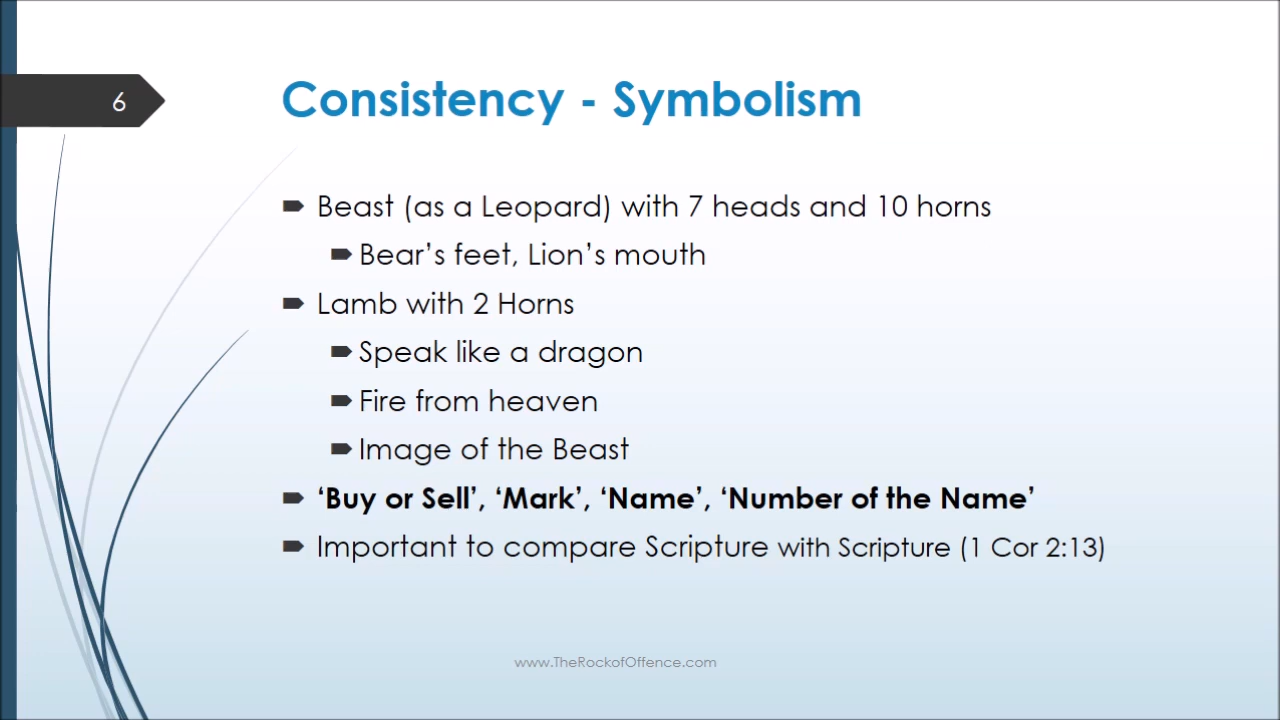 6
Consistency - Symbolism
Beast (as a Leopard) with 7 heads and 10 horns
Bear’s feet, Lion’s mouth
Lamb with 2 Horns
Speak like a dragon
Fire from heaven
Image of the Beast
‘Buy or Sell’, ‘Mark’, ‘Name’, ‘Number of the Name’
Important to compare Scripture with Scripture (1 Cor 2:13)
www.TheRockofOffence.com